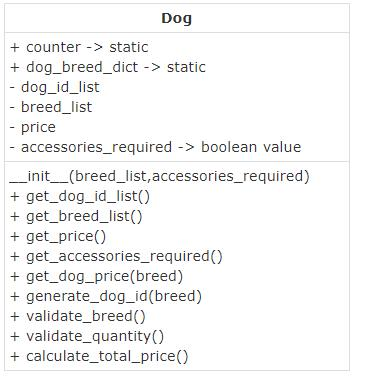 Dog
+ counter -> static
+ dog_breed_dict -> static
- dog_id_list
- breed_list
- price
- accessories_required -> boolean value
__init__(breed_list,accessories_required)
+ get_dog_id_list()
+ get_breed_list()
+ get_price()
+ get_accessories_required()
+ get_dog_price(breed)
+ generate_dog_id(breed)
+ validate_breed()
+ validate_quantity()
+ calculate_total_price()